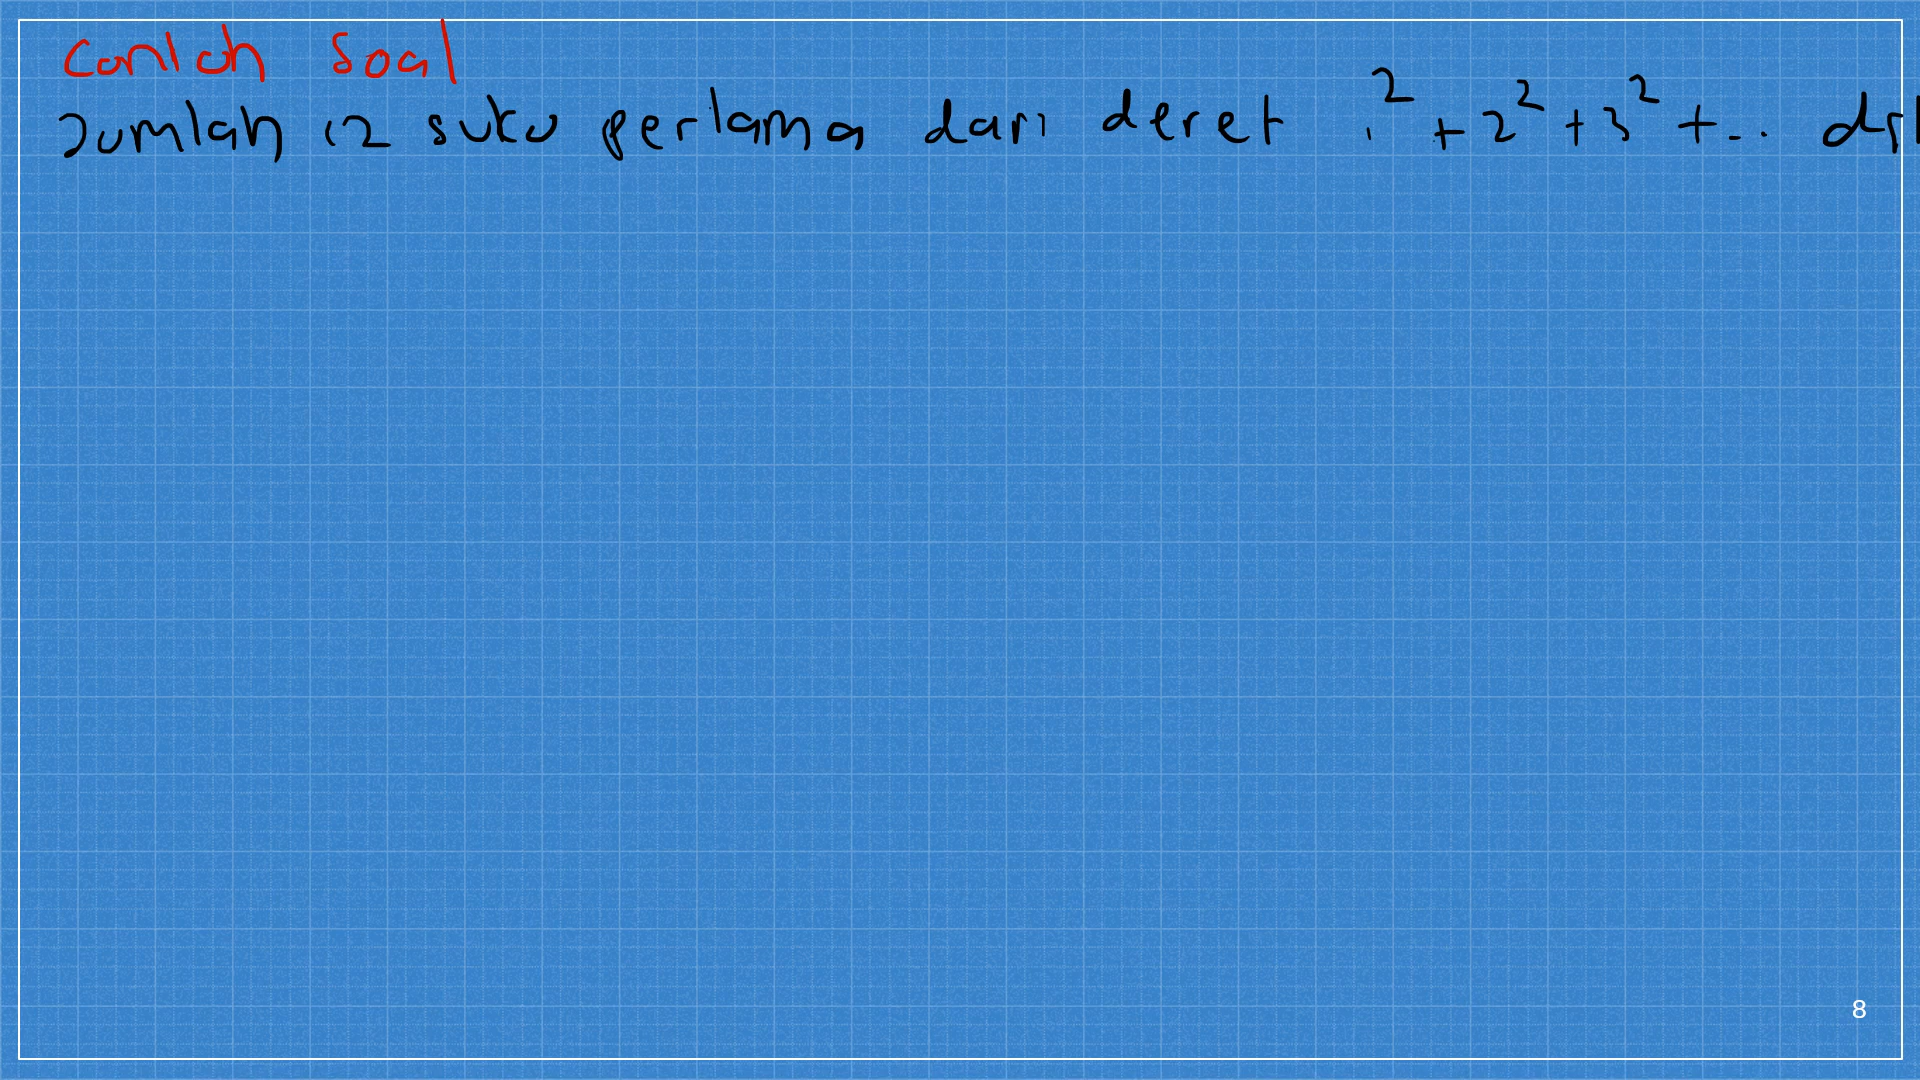 Contoh Soal
Jumlah 12 suku pertama dari deret 1² + 2² + 3² + ...
8